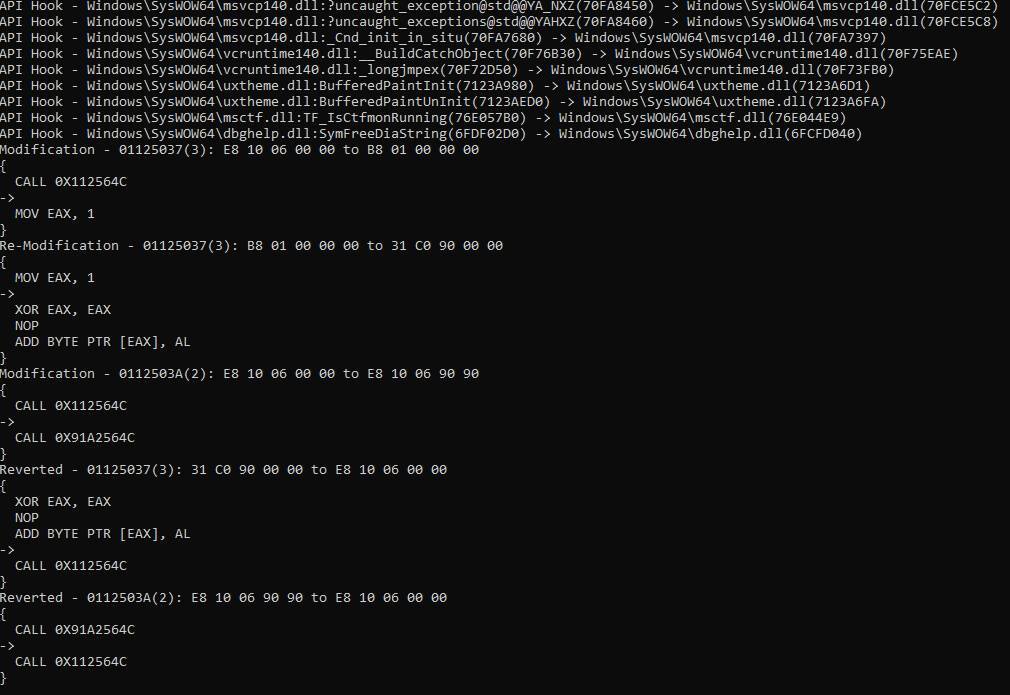 API Hook - Windows\SysWOW64\msvcp140.dll:?uncaught_exception@std@@YA_NXZ(70FA8450) -> Windows\SysWOW64\msvcp140.dll(70FCE5C2)
API Hook - Windows\SysWOW64\msvcp140.dll:?uncaught_exceptions@std@@YAHXZ(70FA8460) -> Windows\SysWOW64\msvcp140.dll(70FCE5C8)
API Hook - Windows\SysWOW64\msvcp140.dll:_Cnd_init_in_situ(70FA7680) -> Windows\SysWOW64\msvcp140.dll(70FA7397)
API Hook - Windows\SysWOW64\vcruntime140.dll:__BuildCatchObject(70F76B30) -> Windows\SysWOW64\vcruntime140.dll(70F75EAE)
API Hook - Windows\SysWOW64\vcruntime140.dll:_longjmpex(70F72D50) -> Windows\SysWOW64\vcruntime140.dll(70F73FB0)
API Hook - Windows\SysWOW64\uxtheme.dll:BufferedPaintInit(7123A980) -> Windows\SysWOW64\uxtheme.dll(7123A6D1)
API Hook - Windows\SysWOW64\uxtheme.dll:BufferedPaintUnInit(7123AED0) -> Windows\SysWOW64\uxtheme.dll(7123A6FA)
API Hook - Windows\SysWOW64\msctf.dll:TF_IsCtfmonRunning(76E057B0) -> Windows\SysWOW64\msctf.dll(76E044E9)
API Hook - Windows\SysWOW64\dbghelp.dll:SymFreeDiaString(6FDF02D0) -> Windows\SysWOW64\dbghelp.dll(6FCFD040)
Modification - 01125037(3): E8 10 06 00 00 to B8 01 00 00 00
{
CALL 0X112564C
->
MOV EAX, 1
}
Re-Modification - 01125037(3): B8 01 00 00 00 to 31 C0 90 00 00
{
MOV EAX, 1
->
XOR EAX, EAX
NOP
ADD BYTE PTR [EAX], AL
}
Modification - 0112503A(2): E8 10 06 00 00 to E8 10 06 90 90
{
CALL 0X112564C
->
CALL 0X91A2564C
}
Reverted - 01125037(3): 31 C0 90 00 00 to E8 10 06 00 00
{
XOR EAX, EAX
NOP
ADD BYTE PTR [EAX], AL
->
CALL 0X112564C
}
Reverted - 0112503A(2): E8 10 06 90 90 to E8 10 06 00 00
{
CALL 0X91A2564C
->
CALL 0X112564C
}